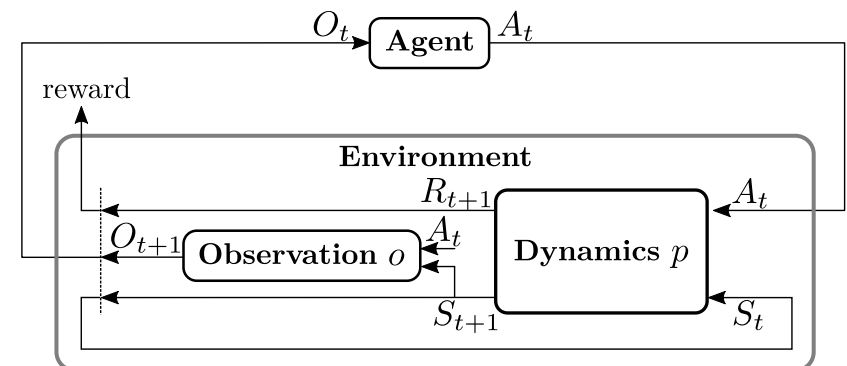 O_t Agent A_t
reward
Environment
R_{t+1} A_t
O_{t+1} Observation o A_t Dynamics p
S_{t+1} S_t